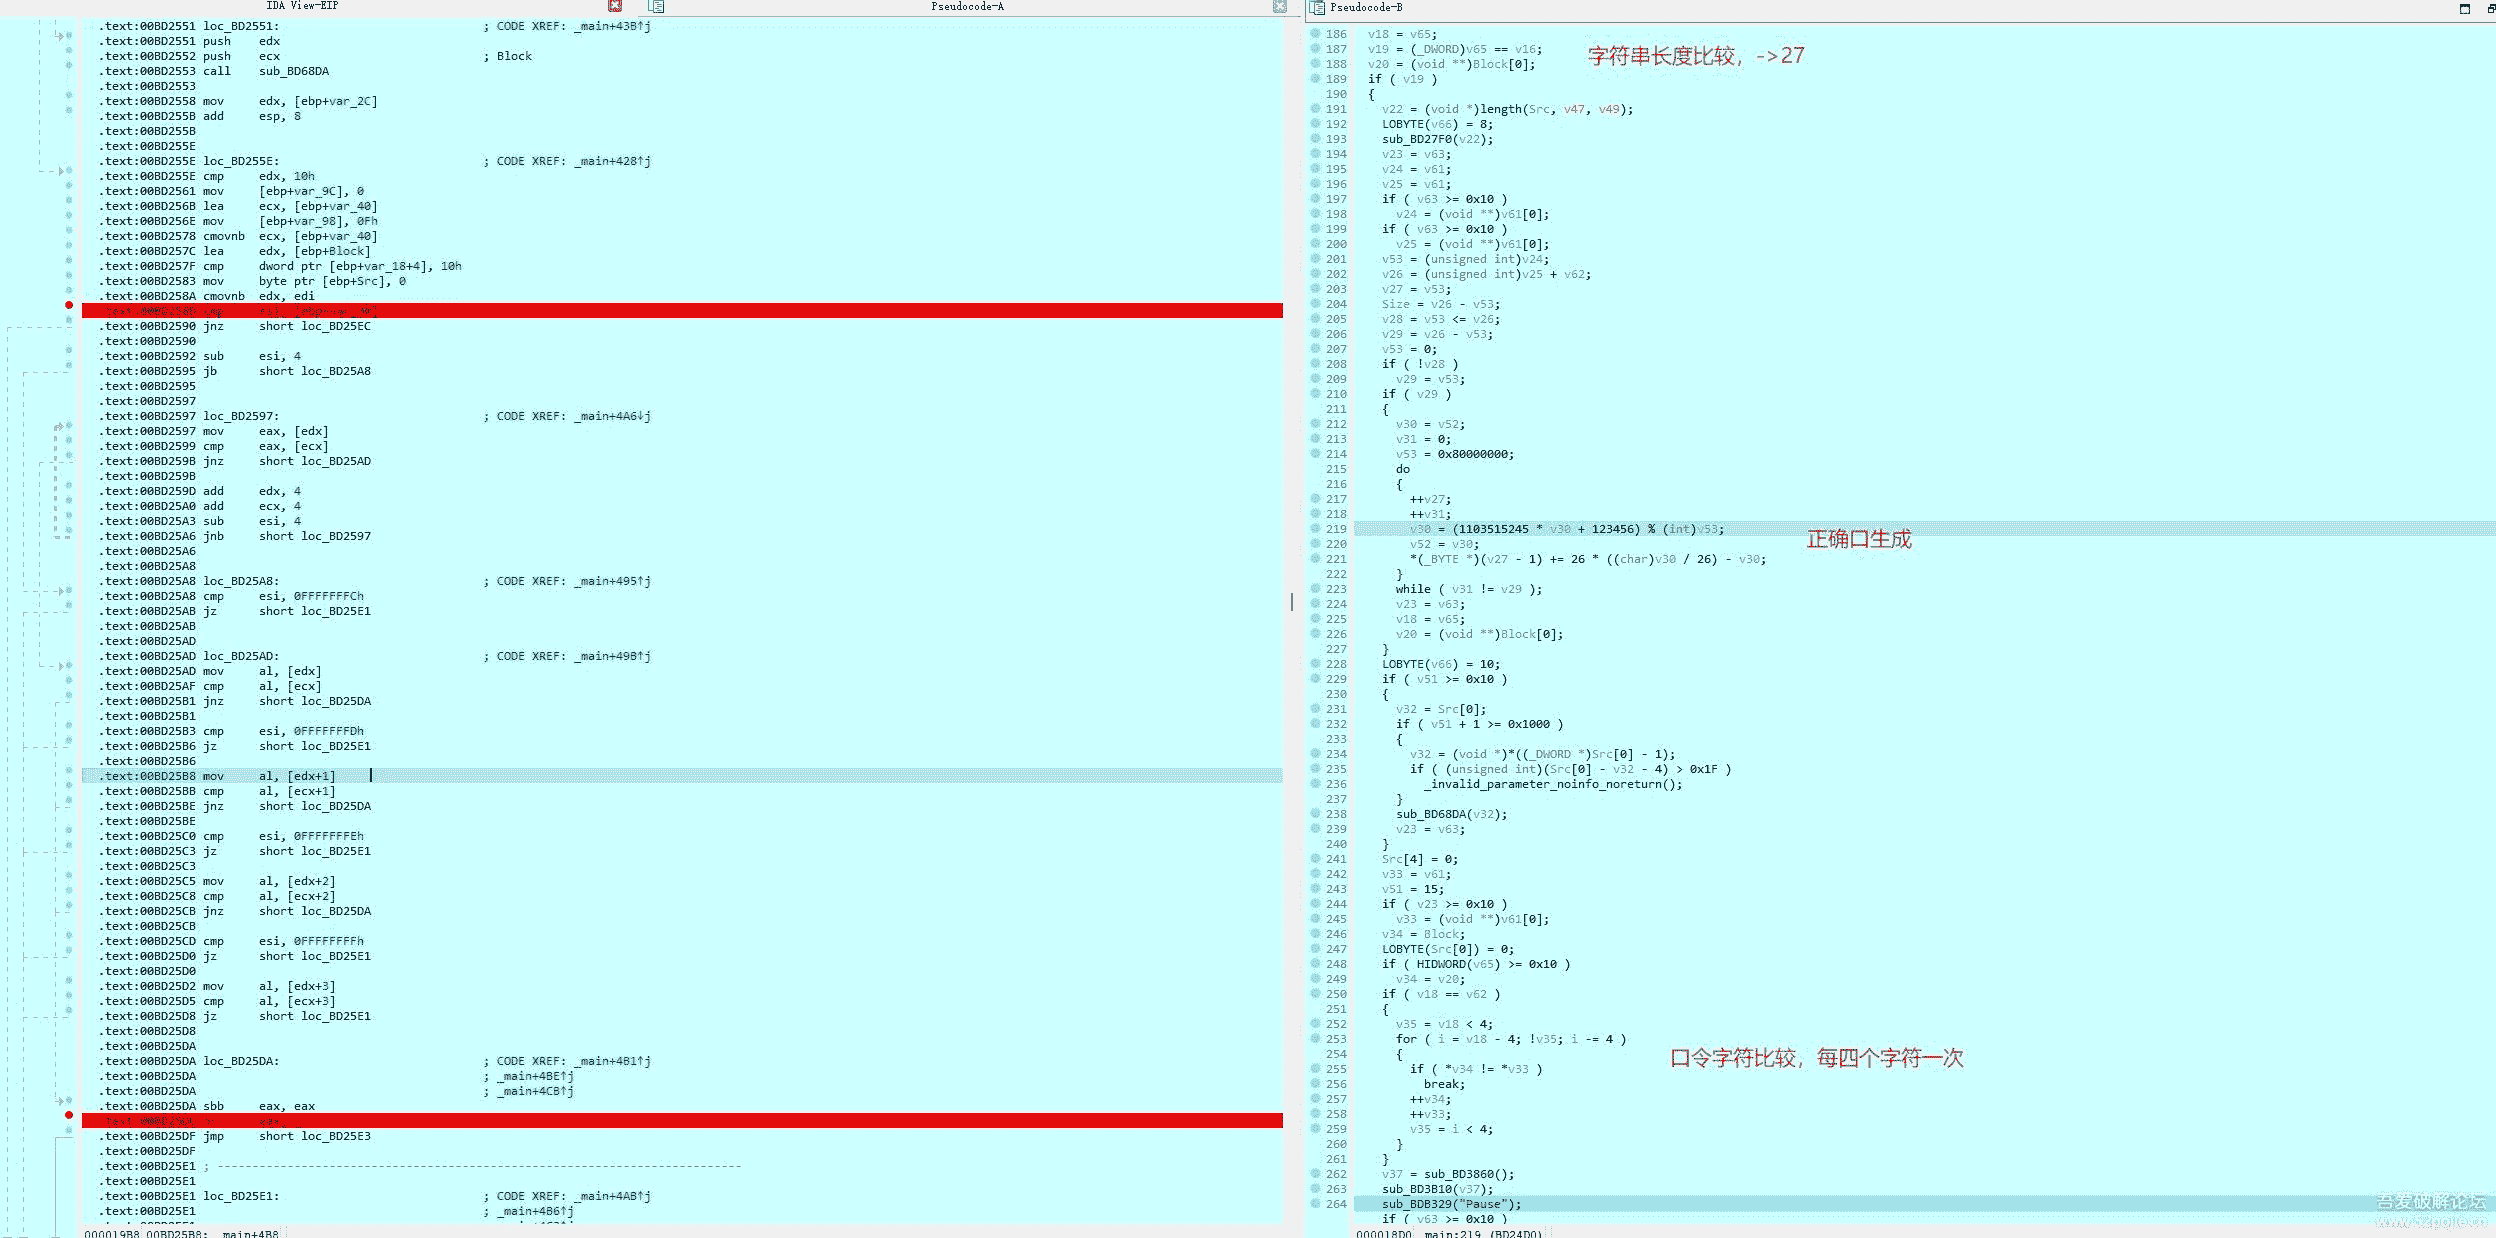 IDA View-EIP
Pseudocode-A
Pseudocode-B
.text:00BD2551 loc_BD2551: ; CODE XREF: _main+43B↑j
.text:00BD2551 push edx
.text:00BD2552 push ecx ; Block
.text:00BD2553 call sub_BD68DA
.text:00BD2553
.text:00BD2558 mov edx, [ebp+var_2C]
.text:00BD255B add esp, 8
.text:00BD255B
.text:00BD255E
.text:00BD255E loc_BD255E: ; CODE XREF: _main+428↑j
.text:00BD255E cmp edx, 10h
.text:00BD2561 mov [ebp+var_9C], 0
.text:00BD256B lea ecx, [ebp+var_40]
.text:00BD256E mov [ebp+var_98], 0Fh
.text:00BD2578 cmovnb ecx, [ebp+var_40]
.text:00BD257C lea edx, [ebp+Block]
.text:00BD257F cmp dword ptr [ebp+var_18+4], 10h
.text:00BD2583 mov byte ptr [ebp+Src], 0
.text:00BD258A cmovnb edx, edi
.text:00BD2590 jnz short loc_BD25EC
.text:00BD2590
.text:00BD2592 sub esi, 4
.text:00BD2595 jb short loc_BD25A8
.text:00BD2595
.text:00BD2597
.text:00BD2597 loc_BD2597: ; CODE XREF: _main+4A6↓j
.text:00BD2597 mov eax, [edx]
.text:00BD2599 cmp eax, [ecx]
.text:00BD259B jnz short loc_BD25AD
.text:00BD259B
.text:00BD259D add edx, 4
.text:00BD25A0 add ecx, 4
.text:00BD25A3 sub esi, 4
.text:00BD25A6 jnb short loc_BD2597
.text:00BD25A6
.text:00BD25A8
.text:00BD25A8 loc_BD25A8: ; CODE XREF: _main+495↑j
.text:00BD25A8 cmp esi, 0FFFFFFFCh
.text:00BD25AB jz short loc_BD25E1
.text:00BD25AB
.text:00BD25AD
.text:00BD25AD loc_BD25AD: ; CODE XREF: _main+49B↑j
.text:00BD25AD mov al, [edx]
.text:00BD25AF cmp al, [ecx]
.text:00BD25B1 jnz short loc_BD25DA
.text:00BD25B1
.text:00BD25B3 cmp esi, 0FFFFFFFDh
.text:00BD25B6 jz short loc_BD25E1
.text:00BD25B6
.text:00BD25B8 mov al, [edx+1]
.text:00BD25BB cmp al, [ecx+1]
.text:00BD25BE jnz short loc_BD25DA
.text:00BD25BE
.text:00BD25C0 cmp esi, 0FFFFFFFEh
.text:00BD25C3 jz short loc_BD25E1
.text:00BD25C3
.text:00BD25C5 mov al, [edx+2]
.text:00BD25C8 cmp al, [ecx+2]
.text:00BD25CB jnz short loc_BD25DA
.text:00BD25CB
.text:00BD25CD cmp esi, 0FFFFFFFFh
.text:00BD25D0 jz short loc_BD25E1
.text:00BD25D0
.text:00BD25D2 mov al, [edx+3]
.text:00BD25D5 cmp al, [ecx+3]
.text:00BD25D8 jz short loc_BD25E1
.text:00BD25D8
.text:00BD25DA
.text:00BD25DA loc_BD25DA: ; CODE XREF: _main+4B1↑j
.text:00BD25DA ; _main+4BE↑j
.text:00BD25DA ; _main+4CB↑j
.text:00BD25DA sbb eax, eax
.text:00BD25DF jmp short loc_BD25E3
.text:00BD25DF
.text:00BD25E1 ; ---------------------------------------------------------------------------
.text:00BD25E1
.text:00BD25E1 loc_BD25E1: ; CODE XREF: _main+4AB↑j
.text:00BD25E1 ; _main+4B6↑j
000019B8 00BD25B8: _main+4B8
186 v18 = v65;
187 v19 = (_DWORD)v65 == v16;
字符串长度比较，->27
188 v20 = (void **)Block[0];
189 if ( v19 )
190 {
191 v22 = (void *)length(Src, v47, v49);
192 LOBYTE(v66) = 8;
193 sub_BD27F0(v22);
194 v23 = v63;
195 v24 = v61;
196 v25 = v61;
197 if ( v63 >= 0x10 )
198 v24 = (void **)v61[0];
199 if ( v63 >= 0x10 )
200 v25 = (void **)v61[0];
201 v53 = (unsigned int)v24;
202 v26 = (unsigned int)v25 + v62;
203 v27 = v53;
204 Size = v26 - v53;
205 v28 = v53 <= v26;
206 v29 = v26 - v53;
207 v53 = 0;
208 if ( !v28 )
209 v29 = v53;
210 if ( v29 )
211 {
212 v30 = v52;
213 v31 = 0;
214 v53 = 0x80000000;
215 do
216 {
217 ++v27;
218 ++v31;
219 v30 = (1103515245 * v30 + 123456) % (int)v53;
正确口生成
220 v52 = v30;
221 *(_BYTE *)(v27 - 1) += 26 * ((char)v30 / 26) - v30;
222 }
223 while ( v31 != v29 );
224 v23 = v63;
225 v18 = v65;
226 v20 = (void **)Block[0];
227 }
228 LOBYTE(v66) = 10;
229 if ( v51 >= 0x10 )
230 {
231 v32 = Src[0];
232 if ( v51 + 1 >= 0x1000 )
233 {
234 v32 = (void *)*((_DWORD *)Src[0] - 1);
235 if ( (unsigned int)(Src[0] - v32 - 4) > 0x1F )
236 _invalid_parameter_noinfo_noreturn();
237 }
238 sub_BD68DA(v32);
239 v23 = v63;
240 }
241 Src[4] = 0;
242 v33 = v61;
243 v51 = 15;
244 if ( v23 >= 0x10 )
245 v33 = (void **)v61[0];
246 v34 = Block;
247 LOBYTE(Src[0]) = 0;
248 if ( HIDWORD(v65) >= 0x10 )
249 v34 = v20;
250 if ( v18 == v62 )
251 {
252 v35 = v18 < 4;
253 for ( i = v18 - 4; !v35; i -= 4 )
254 {
口令字符比较，每四个字符一次
255 if ( *v34 != *v33 )
256 break;
257 ++v34;
258 ++v33;
259 v35 = i < 4;
260 }
261 }
262 v37 = sub_BD3860();
263 sub_BD3B10(v37);
264 sub_BDB329("Pause");
if ( v63 >= 0x10 )
000018D0 main:219 (BD24D0)
吾爱破解论坛
www.52pojie.cn